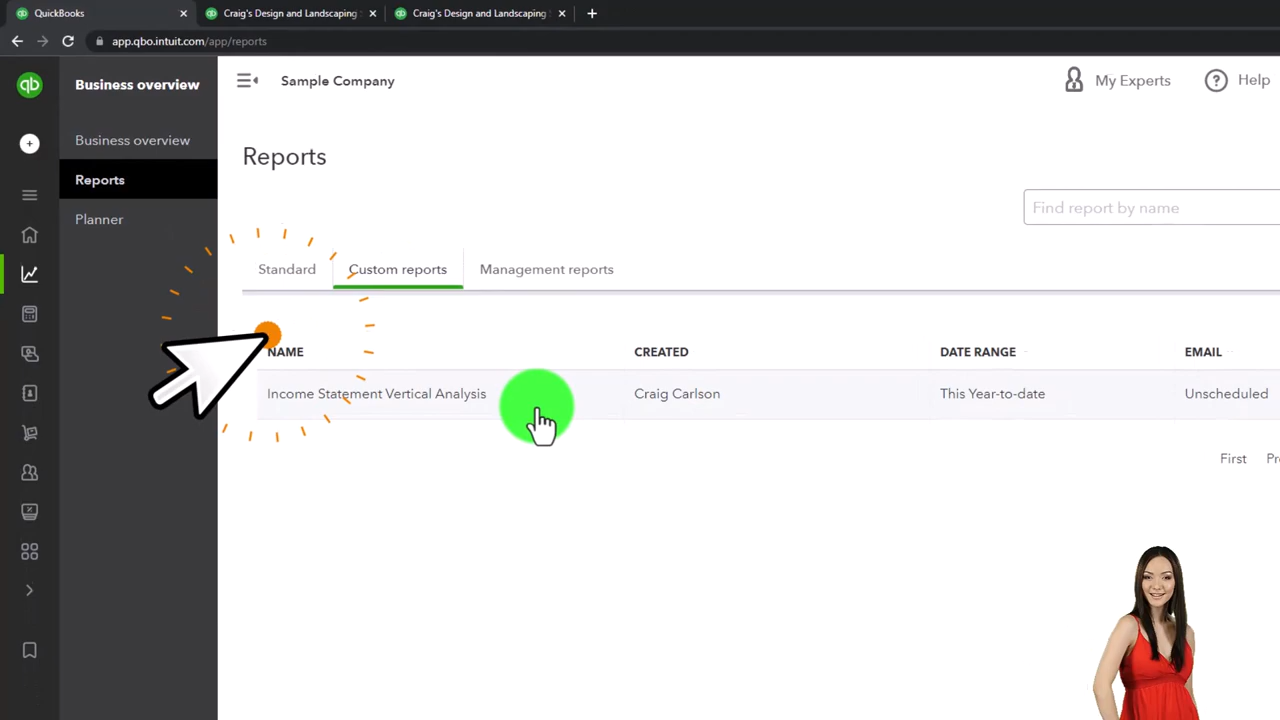 QuickBooks
Craig's Design and Landscaping
Craig's Design and Landscaping
app.qbo.intuit.com/app/reports
qb
Business overview
Sample Company
My Experts
Help
Business overview
Reports
Planner
Reports
Find report by name
Standard
Custom reports
Management reports
NAME
CREATED
DATE RANGE
EMAIL
Income Statement Vertical Analysis
Craig Carlson
This Year-to-date
Unscheduled
First